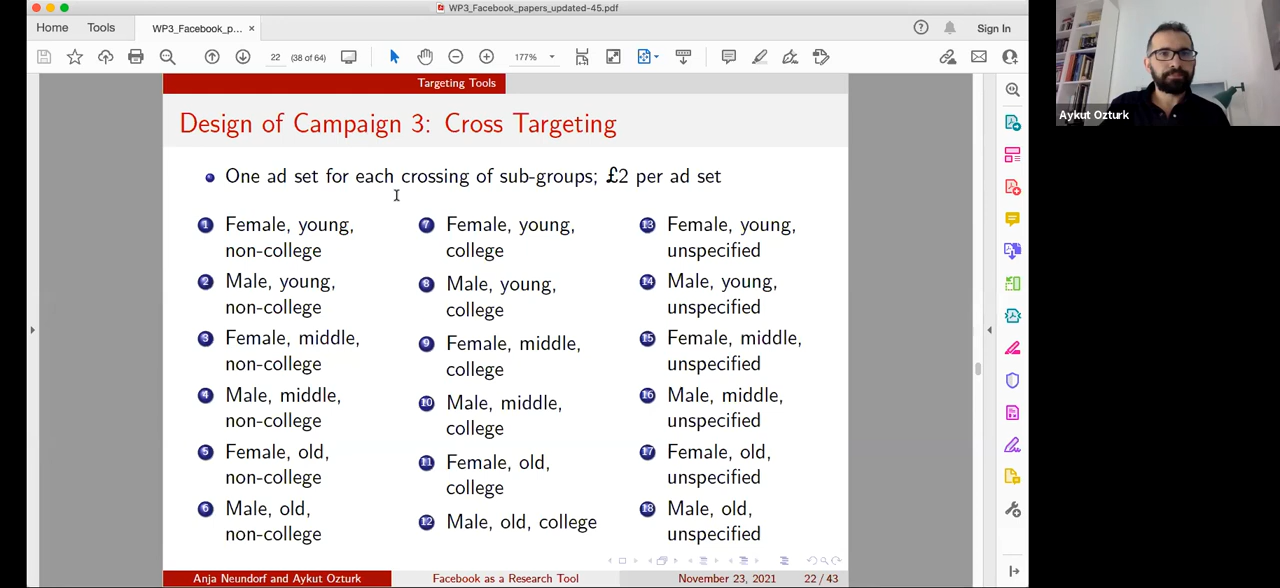 WP3_Facebook_papers_updated-45.pdf
Home
Tools
WP3_Facebook_p...
×
Sign In
22
(38 of 64)
177%
Targeting Tools
Design of Campaign 3: Cross Targeting
One ad set for each crossing of sub-groups; £2 per ad set
1 Female, young,
non-college
2 Male, young,
non-college
3 Female, middle,
non-college
4 Male, middle,
non-college
5 Female, old,
non-college
6 Male, old,
non-college
7 Female, young,
college
8 Male, young,
college
9 Female, middle,
college
10 Male, middle,
college
11 Female, old,
college
12 Male, old, college
13 Female, young,
unspecified
14 Male, young,
unspecified
15 Female, middle,
unspecified
16 Male, middle,
unspecified
17 Female, old,
unspecified
18 Male, old,
unspecified
Anja Neundorf and Aykut Ozturk
Facebook as a Research Tool
November 23, 2021
22 / 43
Aykut Ozturk